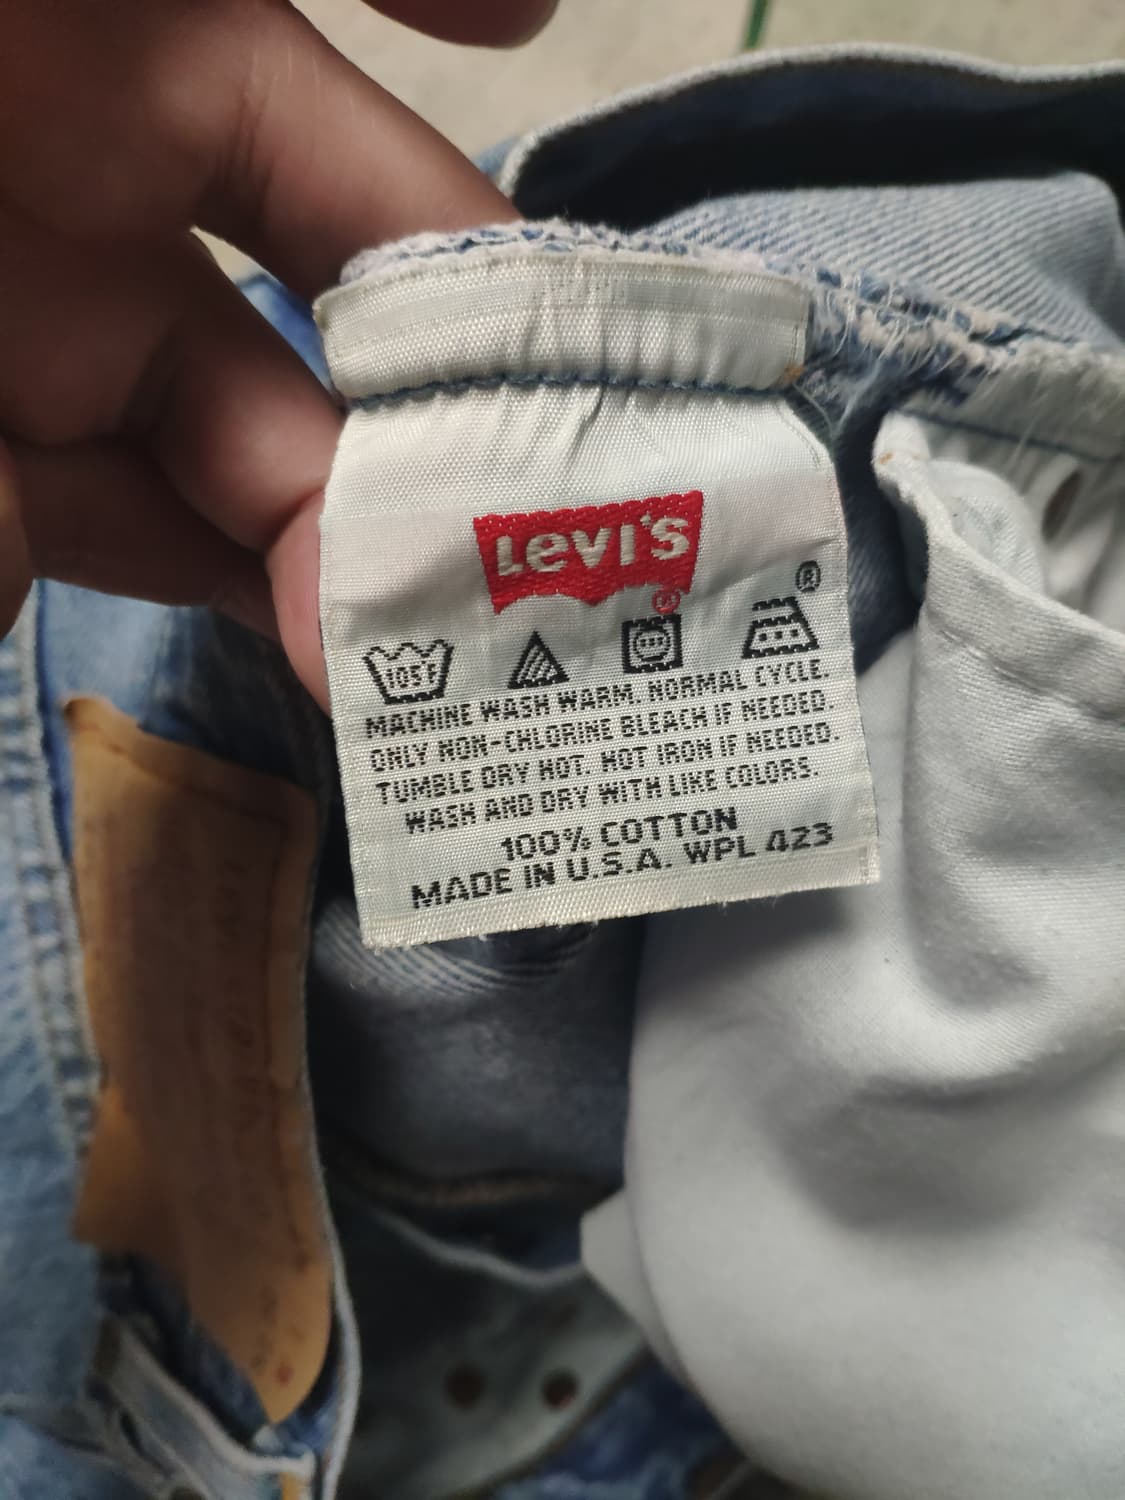 Levi's
®
®
105F
MACHINE WASH WARM. NORMAL CYCLE.
ONLY NON-CHLORINE BLEACH IF NEEDED.
TUMBLE DRY HOT. HOT IRON IF NEEDED.
WASH AND DRY WITH LIKE COLORS.
100% COTTON
MADE IN U.S.A. WPL 423